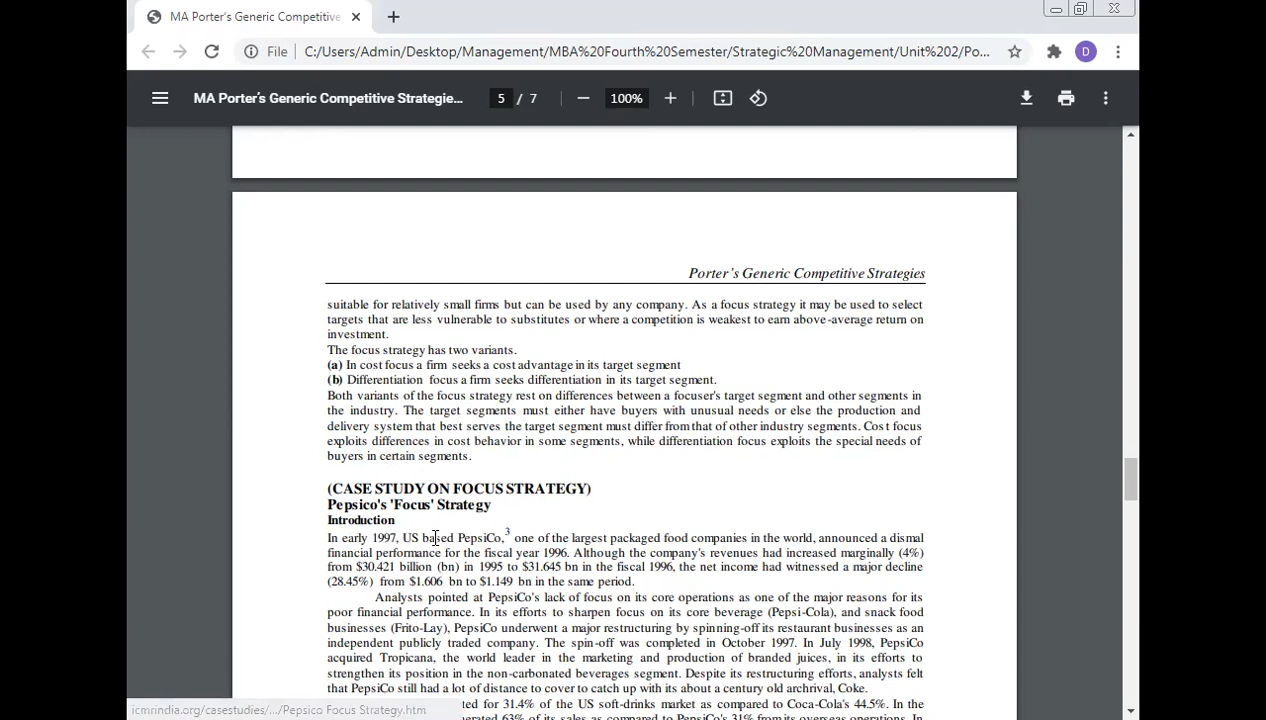 MA Porter's Generic Competitive
File C:/Users/Admin/Desktop/Management/MBA%20Fourth%20Semester/Strategic%20Management/Unit%202/Po...
D
MA Porter's Generic Competitive Strategie...
5 / 7
100%
Porter's Generic Competitive Strategies
suitable for relatively small firms but can be used by any company. As a focus strategy it may be used to select
targets that are less vulnerable to substitutes or where a competition is weakest to earn above-average return on
investment.
The focus strategy has two variants.
(a) In cost focus a firm seeks a cost advantage in its target segment
(b) Differentiation focus a firm seeks differentiation in its target segment.
Both variants of the focus strategy rest on differences between a focuser's target segment and other segments in
the industry. The target segments must either have buyers with unusual needs or else the production and
delivery system that best serves the target segment must differ from that of other industry segments. Cost focus
exploits differences in cost behavior in some segments, while differentiation focus exploits the special needs of
buyers in certain segments.
(CASE STUDY ON FOCUS STRATEGY)
Pepsico's 'Focus' Strategy
Introduction
In early 1997, US based PepsiCo,3 one of the largest packaged food companies in the world, announced a dismal
financial performance for the fiscal year 1996. Although the company's revenues had increased marginally (4%)
from $30.421 billion (bn) in 1995 to $31.645 bn in the fiscal 1996, the net income had witnessed a major decline
(28.45%) from $1.606 bn to $1.149 bn in the same period.
Analysts pointed at PepsiCo's lack of focus on its core operations as one of the major reasons for its
poor financial performance. In its efforts to sharpen focus on its core beverage (Pepsi-Cola), and snack food
businesses (Frito-Lay), PepsiCo underwent a major restructuring by spinning-off its restaurant businesses as an
independent publicly traded company. The spin-off was completed in October 1997. In July 1998, PepsiCo
acquired Tropicana, the world leader in the marketing and production of branded juices, in its efforts to
strengthen its position in the non-carbonated beverages segment. Despite its restructuring efforts, analysts felt
that PepsiCo still had a lot of distance to cover to catch up with its about a century old archrival, Coke.
ted for 31.4% of the US soft-drinks market as compared to Coca-Cola's 44.5%. In the
erated 63% of its sales as compared to PepsiCo's 31% from its overseas operations. In
icmrindia.org/casestudies/.../Pepsico Focus Strategy.htm